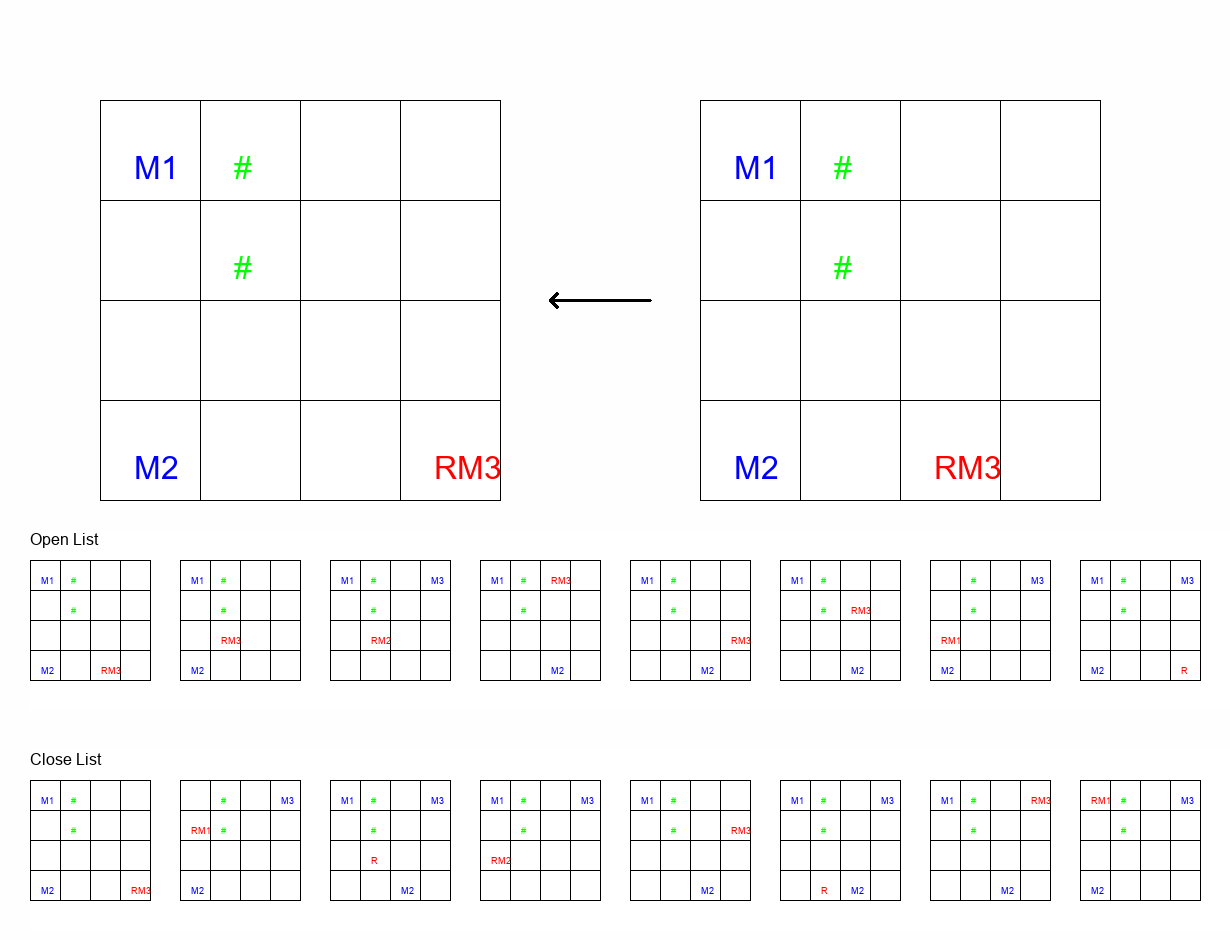 M1 # M1 #
# #
M2 RM3 M2 RM3
Open List
M1 # M1 # M1 # M3 M1 # RM3 M1 # M1 # # M3 M1 # M3
# # # # # # RM3 # #
RM3 RM2 RM3 RM1
M2 RM3 M2 M2 M2 M2 M2 M2 R
Close List
M1 # # M3 M1 # M3 M1 # M3 M1 # M1 # M3 M1 # RM3 RM1 # M3
# RM1 # # # # RM3 # # #
R RM2
M2 RM3 M2 M2 M2 R M2 M2 M2